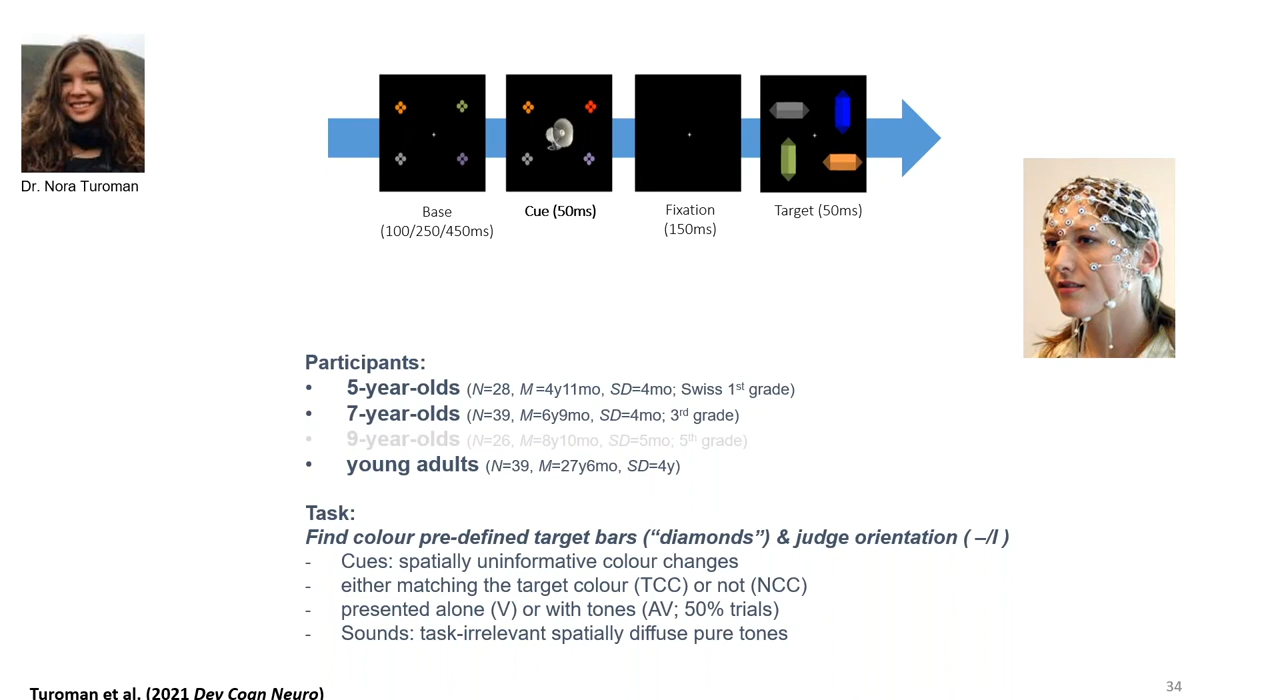 Dr. Nora Turoman
Base
(100/250/450ms)
Cue (50ms)
Fixation
(150ms)
Target (50ms)
Participants:
• 5-year-olds (N=28, M =4y11mo, SD=4mo; Swiss 1st grade)
• 7-year-olds (N=39, M=6y9mo, SD=4mo; 3rd grade)
• 9-year-olds (N=26, M=8y10mo, SD=5mo; 5th grade)
• young adults (N=39, M=27y6mo, SD=4y)
Task:
Find colour pre-defined target bars (“diamonds”) & judge orientation ( –/l )
- Cues: spatially uninformative colour changes
- either matching the target colour (TCC) or not (NCC)
- presented alone (V) or with tones (AV; 50% trials)
- Sounds: task-irrelevant spatially diffuse pure tones
Turoman et al. (2021 Dev Cogn Neuro)
34